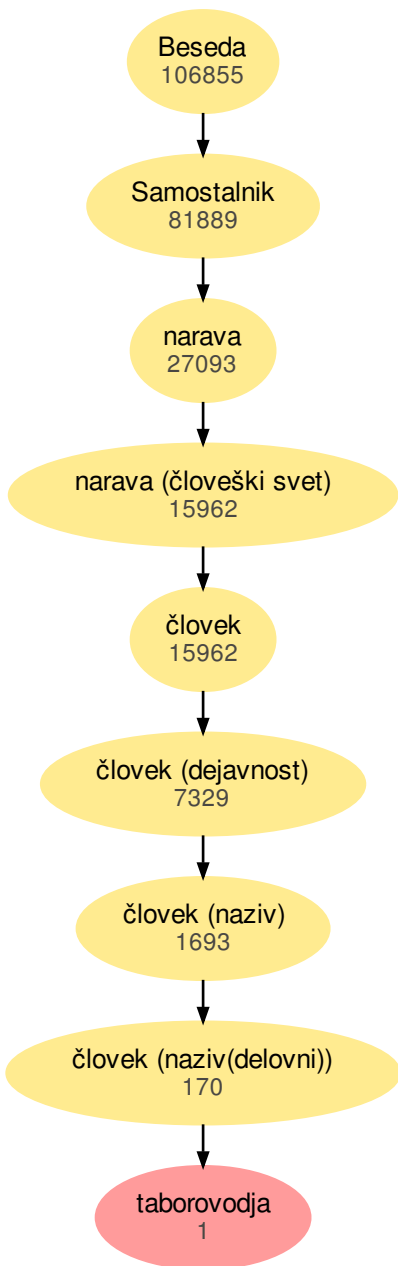 Beseda
106855
Samostalnik
81889
narava
27093
narava (človeški svet)
15962
človek
15962
človek (dejavnost)
7329
človek (naziv)
1693
človek (naziv(delovni))
170
taborovodja
1